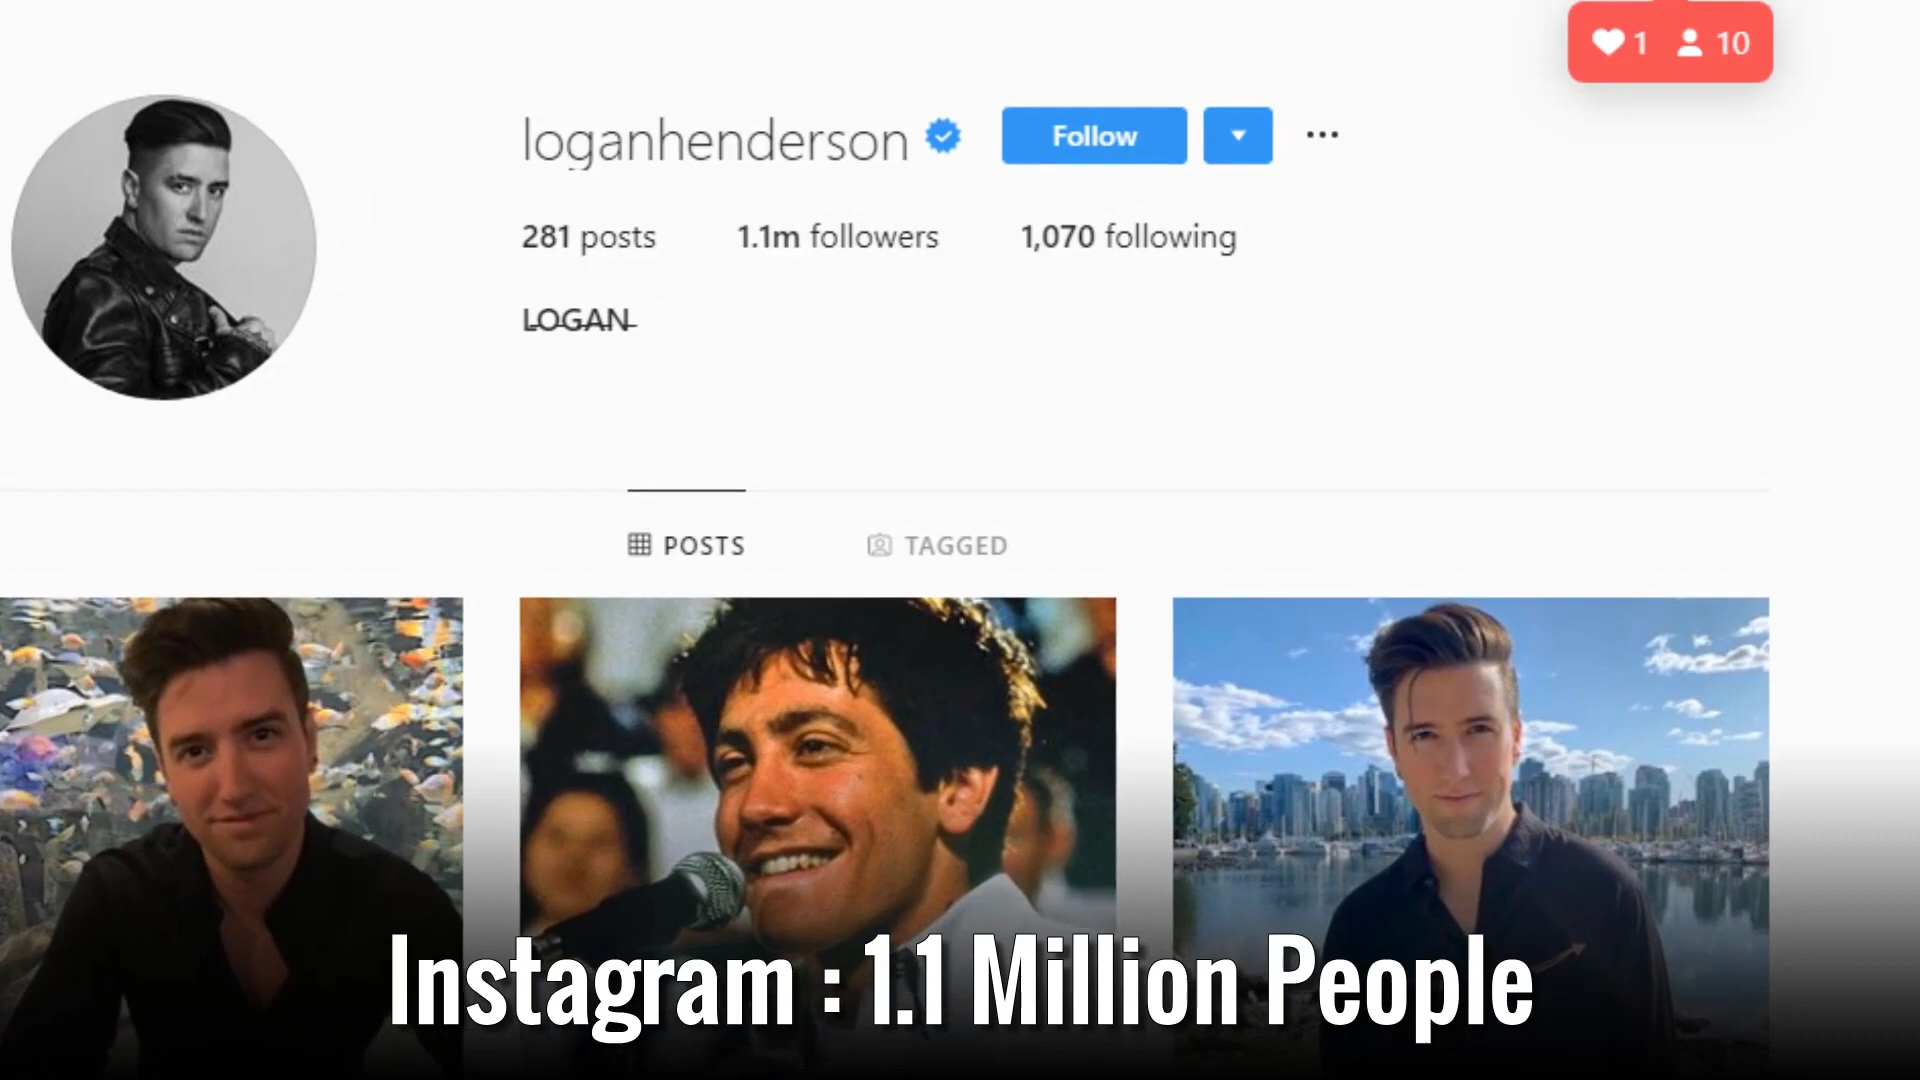 1 10
loganhenderson Follow
281 posts 1.1m followers 1,070 following
LOGAN
POSTS TAGGED
Instagram : 1.1 Million People